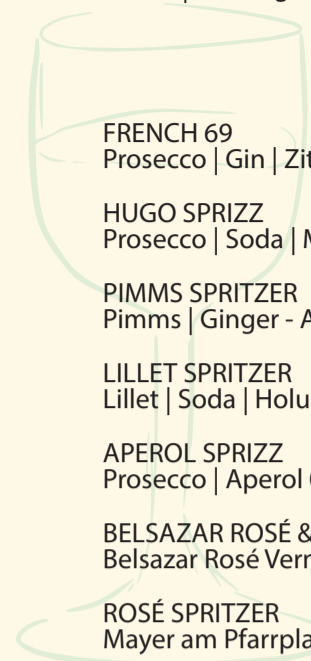 FRENCH 69
Prosecco | Gin | Zit
HUGO SPRIZZ
Prosecco | Soda |
PIMMS SPRITZER
Pimms | Ginger - A
LILLET SPRITZER
Lillet | Soda | Holu
APEROL SPRIZZ
Prosecco | Aperol
BELSAZAR ROSÉ &
Belsazar Rosé Verm
ROSÉ SPRITZER
Mayer am Pfarrpla